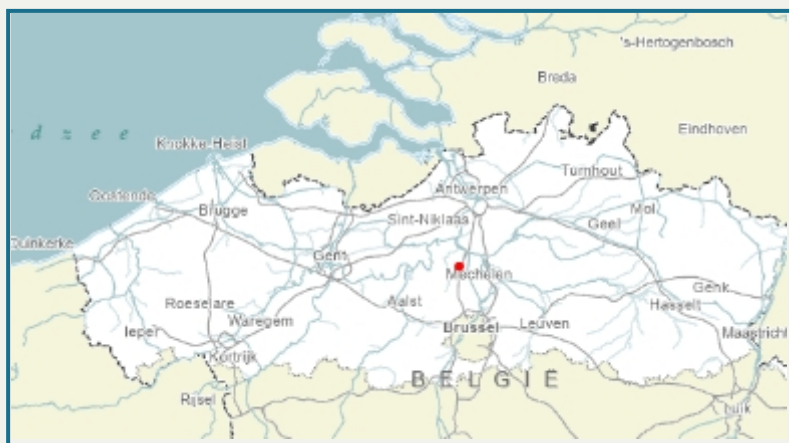 's-Hertogenbosch
Breda
d z e e
Eindhoven
Knokke-Heist
Turnhout
Antwerpen
Oostende
Mol
Brugge
Sint-Niklaas
Geel
Duinkerke
Gent
Mechelen
Genk
Roeselare
Aalst
Hasselt
Waregem
Ieper
Brussel
Leuven
Maastricht
Kortrijk
BELGIË
Rijsel
Luik